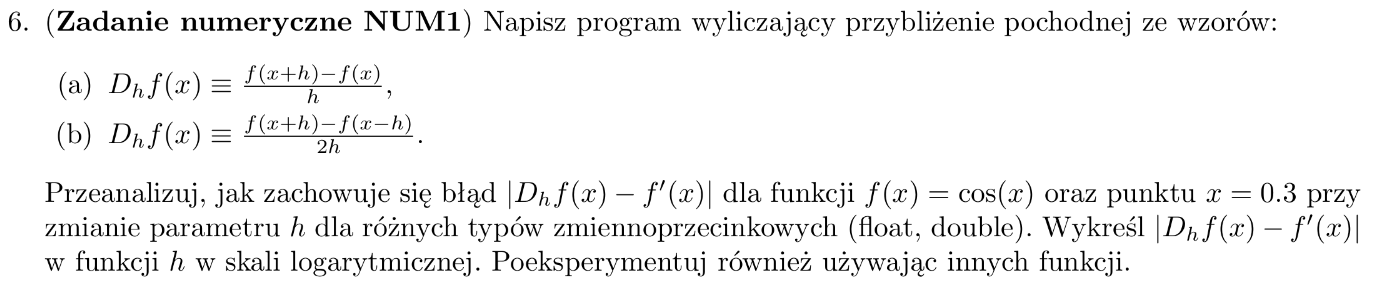 6. (Zadanie numeryczne NUM1) Napisz program wyliczający przybliżenie pochodnej ze wzorów:
(a) $D_h f(x) \equiv \frac{f(x+h)-f(x)}{h}$,
(b) $D_h f(x) \equiv \frac{f(x+h)-f(x-h)}{2h}$.
Przeanalizuj, jak zachowuje się błąd $|D_h f(x) - f'(x)|$ dla funkcji $f(x) = \cos(x)$ oraz punktu $x = 0.3$ przy
zmianie parametru $h$ dla różnych typów zmiennoprzecinkowych (float, double). Wykreśl $|D_h f(x) - f'(x)|$
w funkcji $h$ w skali logarytmicznej. Poeksperymentuj również używając innych funkcji.